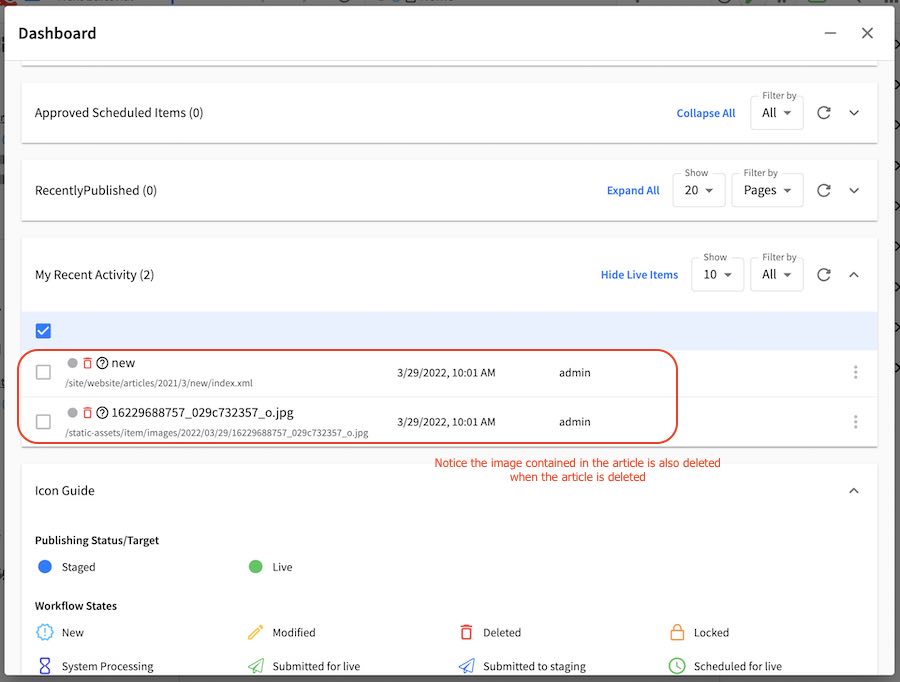 Dashboard
Approved Scheduled Items (0)
Collapse All
Filter by
All
RecentlyPublished (0)
Expand All
Show
20
Filter by
Pages
My Recent Activity (2)
Hide Live Items
Show
10
Filter by
All
new
/site/website/articles/2021/3/new/index.xml
3/29/2022, 10:01 AM
admin
16229688757_029c732357_o.jpg
/static-assets/item/images/2022/03/29/16229688757_029c732357_o.jpg
3/29/2022, 10:01 AM
admin
Notice the image contained in the article is also deleted
when the article is deleted
Icon Guide
Publishing Status/Target
Staged
Live
Workflow States
New
Modified
Deleted
Locked
System Processing
Submitted for live
Submitted to staging
Scheduled for live